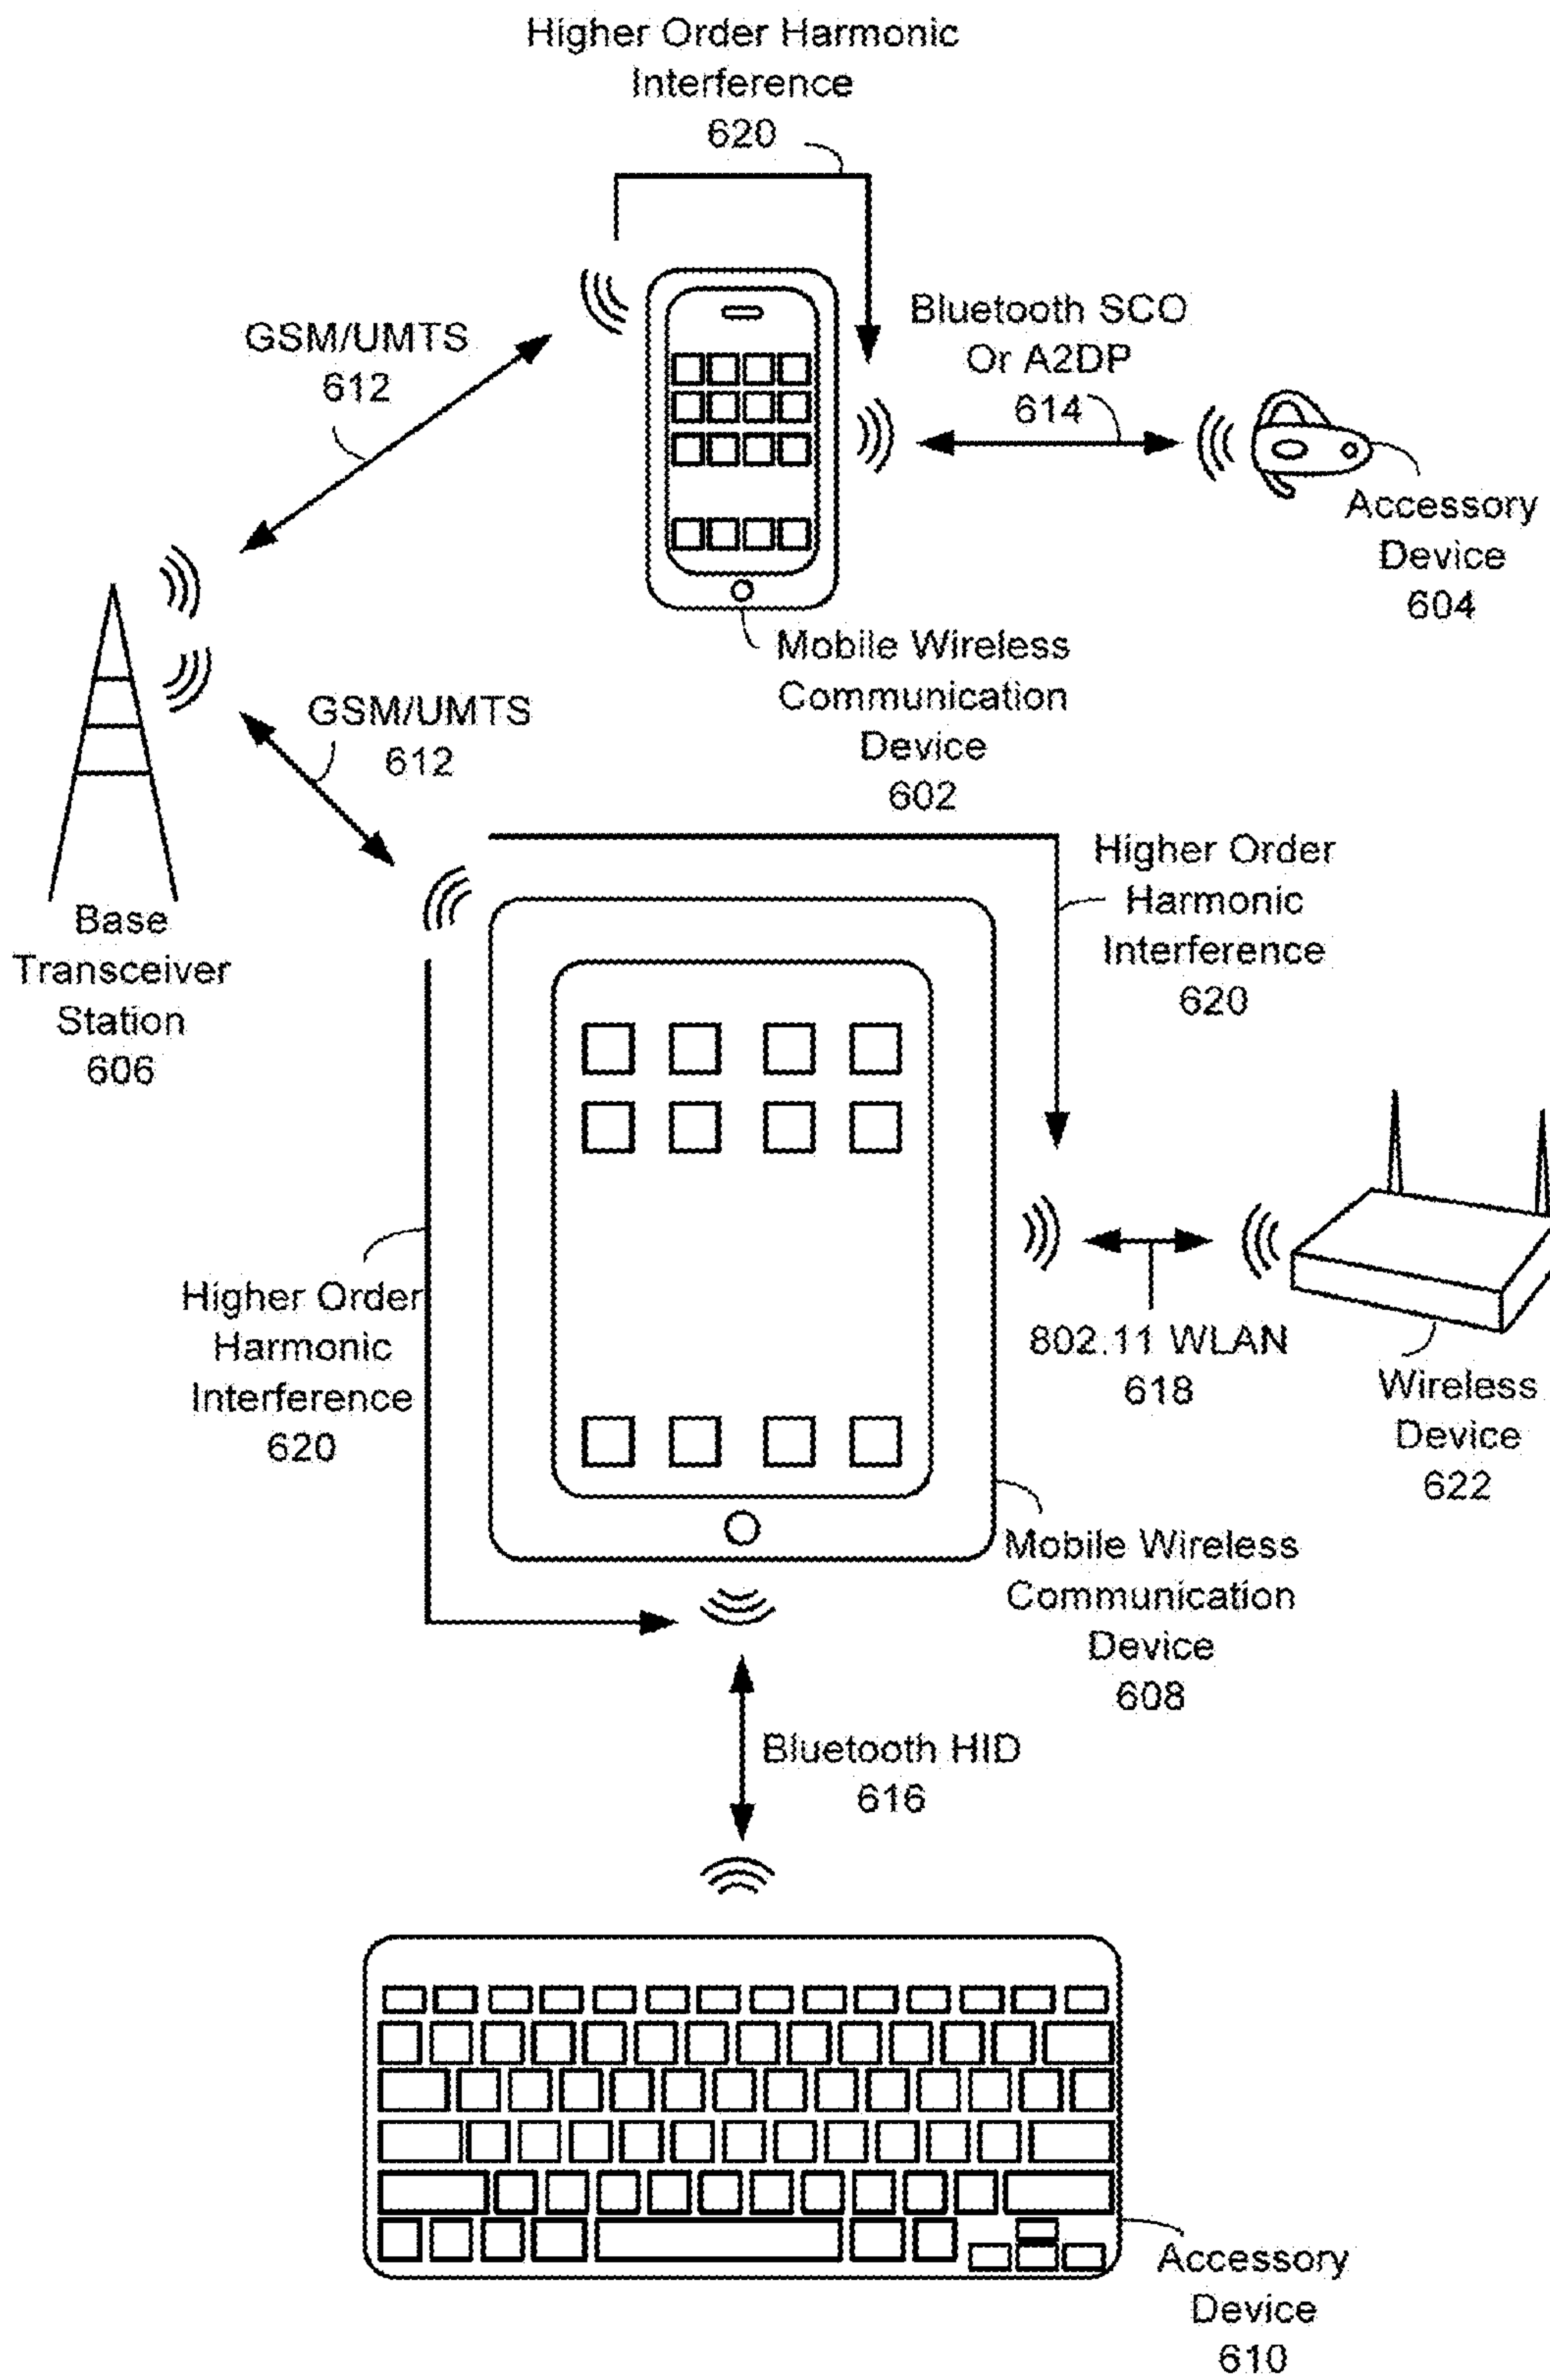 Higher Order Harmonic
Interference
620
GSM/UMTS
612
Bluetooth SCO
Or A2DP
614
Accessory
Device
604
Mobile Wireless
Communication
Device
602
GSM/UMTS
612
Base
Transceiver
Station
606
Higher Order
Harmonic
Interference
620
Higher Order
Harmonic
Interference
620
802.11 WLAN
618
Wireless
Device
622
Mobile Wireless
Communication
Device
608
Bluetooth HID
616
Accessory
Device
610